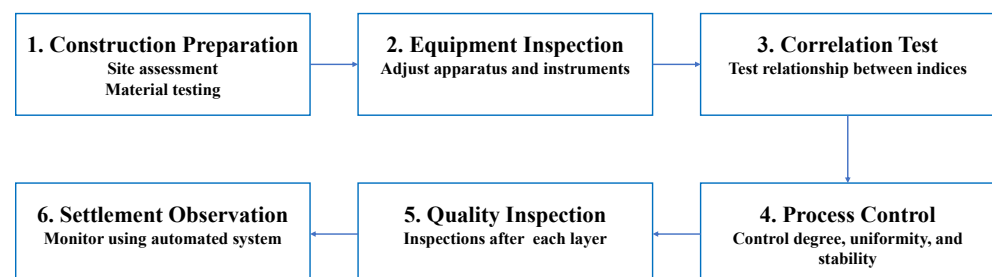 1. Construction Preparation
Site assessment
Material testing
2. Equipment Inspection
Adjust apparatus and instruments
3. Correlation Test
Test relationship between indices
4. Process Control
Control degree, uniformity, and
stability
5. Quality Inspection
Inspections after each layer
6. Settlement Observation
Monitor using automated system